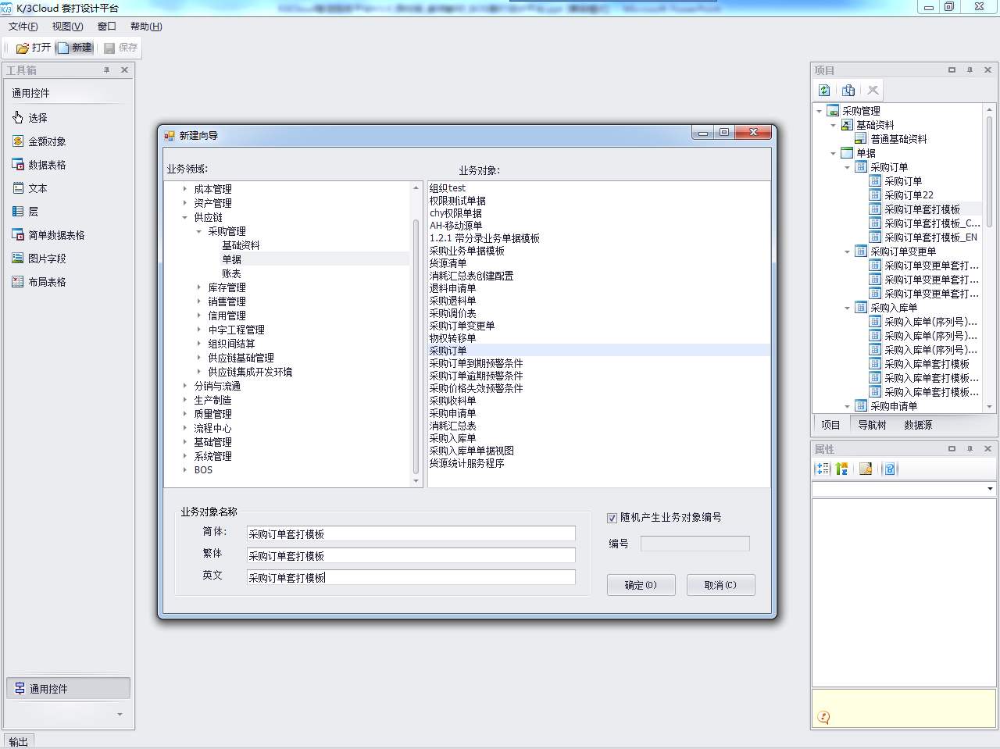 K/3Cloud 套打设计平台
文件(F) 视图(V) 窗口 帮助(H)
打开 新建 保存
工具箱
通用控件
选择
金额对象
数据表格
文本
层
简单数据表格
图片字段
布局表格
通用控件
输出
新建向导
业务领域:
成本管理
资产管理
供应链
采购管理
基础资料
单据
账表
库存管理
销售管理
信用管理
中宇工程管理
组织间结算
供应链基础管理
供应链集成开发环境
分销与流通
生产制造
质量管理
流程中心
基础管理
系统管理
BOS
业务对象:
组织test
权限测试单据
chy权限单据
AH-移动源单
1.2.1 带分录业务单据模板
采购业务单据模板
货源清单
消耗汇总表创建配置
退料申请单
采购退料单
采购调价表
采购订单变更单
物权转移单
采购订单
采购订单到期预警条件
采购订单逾期预警条件
采购价格失效预警条件
采购收料单
采购申请单
消耗汇总表
采购入库单
采购入库单单据视图
货源统计服务程序
业务对象名称
简体: 采购订单套打模板
繁体 采购订单套打模板
英文 采购订单套打模板
随机产生业务对象编号
编号
确定(O) 取消(C)
项目
采购管理
基础资料
普通基础资料
单据
采购订单
采购订单
采购订单22
采购订单套打模板
采购订单套打模板_C...
采购订单套打模板_EN
采购订单变更单
采购订单变更单套打...
采购订单变更单套打...
采购订单变更单套打...
采购入库单
采购入库单(序列号)...
采购入库单(序列号)...
采购入库单(序列号)...
采购入库单套打模板
采购入库单套打模板...
采购入库单套打模板...
采购申请单
项目 导航树 数据源
属性